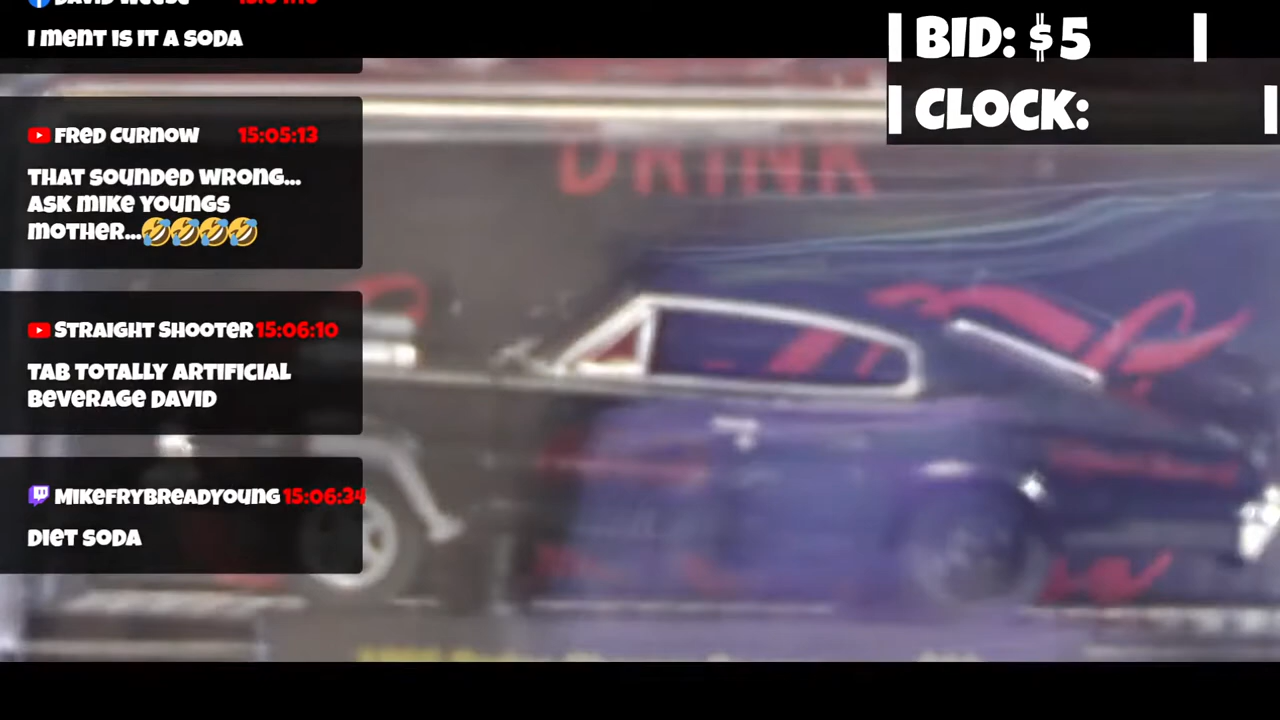 I MENT IS IT A SODA
FRED CURNOW 15:05:13
THAT SOUNDED WRONG...
ASK MIKE YOUNGS
MOTHER...🤣🤣🤣🤣
STRAIGHT SHOOTER 15:06:10
TAB TOTALLY ARTIFICIAL
BEVERAGE DAVID
MIKEFRYBREADYOUNG 15:06:34
DIET SODA
| BID: $5 |
| CLOCK: |
DRINK